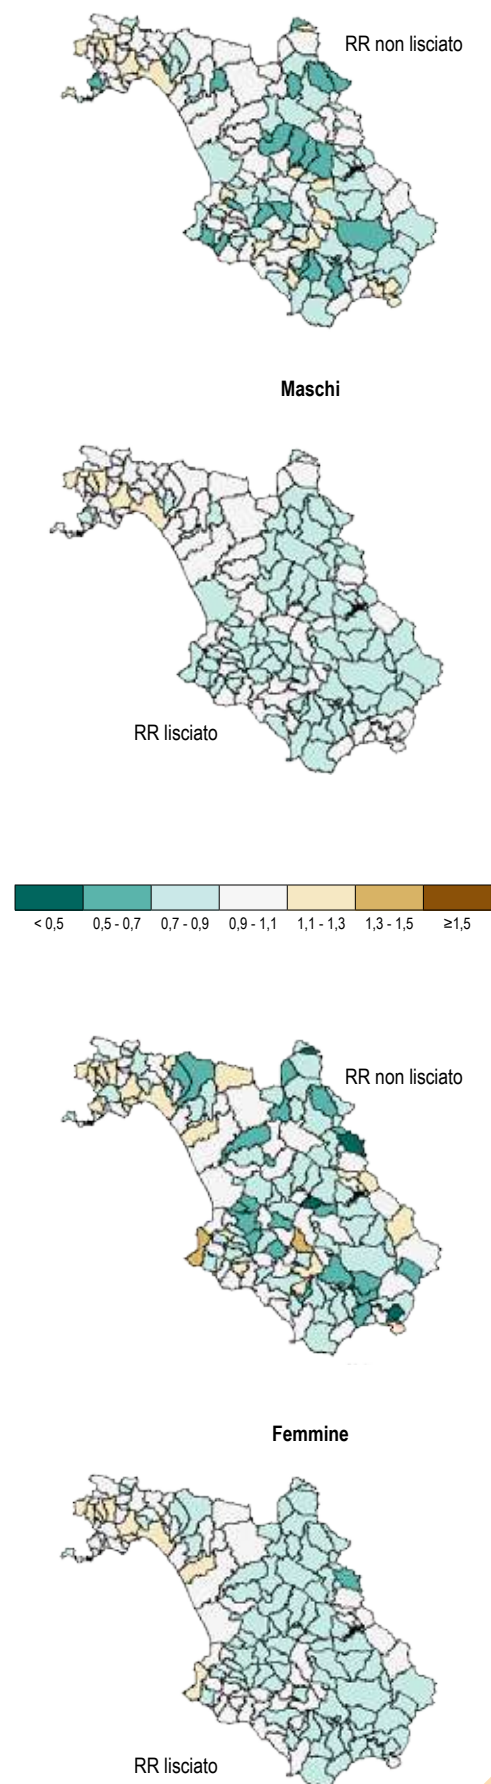 RR non lisciato
Maschi
RR lisciato
< 0,5 0,5 - 0,7 0,7 - 0,9 0,9 - 1,1 1,1 - 1,3 1,3 - 1,5 ≥1,5
RR non lisciato
Femmine
RR lisciato